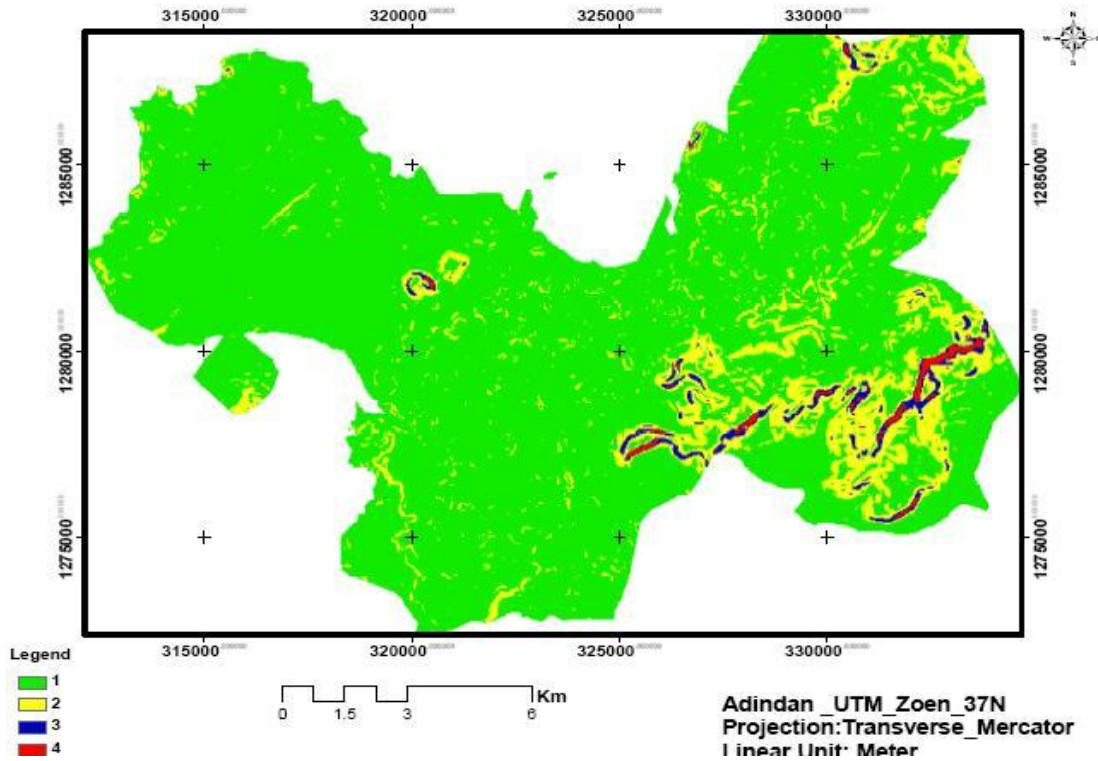 315000 320000 325000 330000
N
W
S
1285000 1285000
1280000 1280000
1275000 1275000
315000 320000 325000 330000
Legend
1
2
3
4
Km
0 1.5 3 6
Adindan _UTM_Zoen_37N
Projection:Transverse_Mercator
Linear Unit: Meter